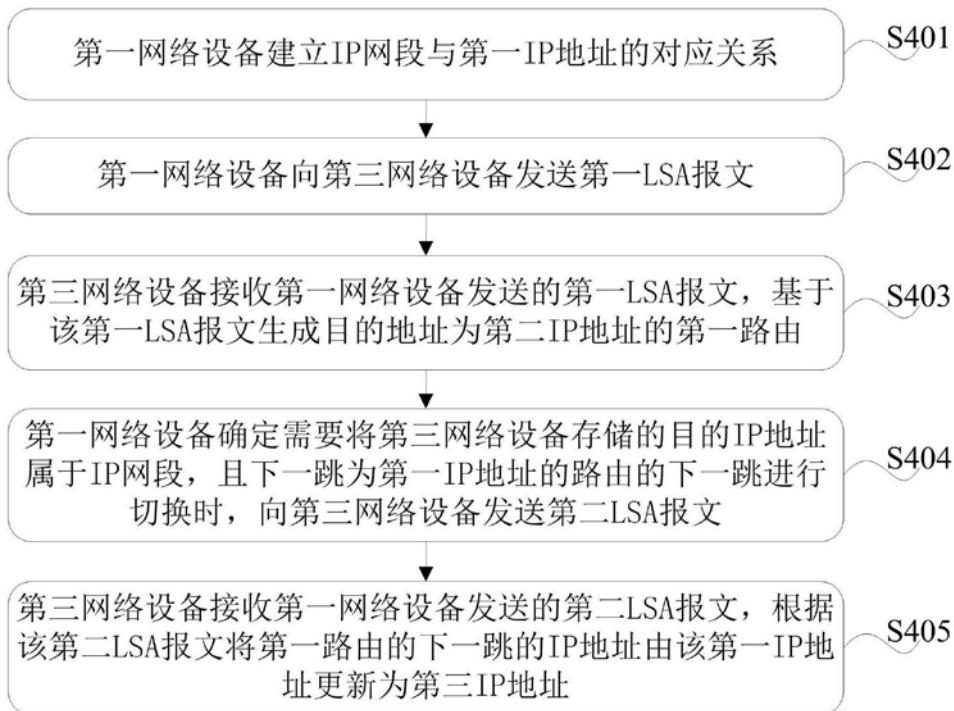 第一网络设备建立IP网段与第一IP地址的对应关系
S401
第一网络设备向第三网络设备发送第一LSA报文
S402
第三网络设备接收第一网络设备发送的第一LSA报文，基于
该第一LSA报文生成目的地址为第二IP地址的第一路由
S403
第一网络设备确定需要将第三网络设备存储的目的IP地址
属于IP网段，且下一跳为第一IP地址的路由的下一跳进行
切换时，向第三网络设备发送第二LSA报文
S404
第三网络设备接收第一网络设备发送的第二LSA报文，根据
该第二LSA报文将第一路由的下一跳的IP地址由该第一IP地
址更新为第三IP地址
S405